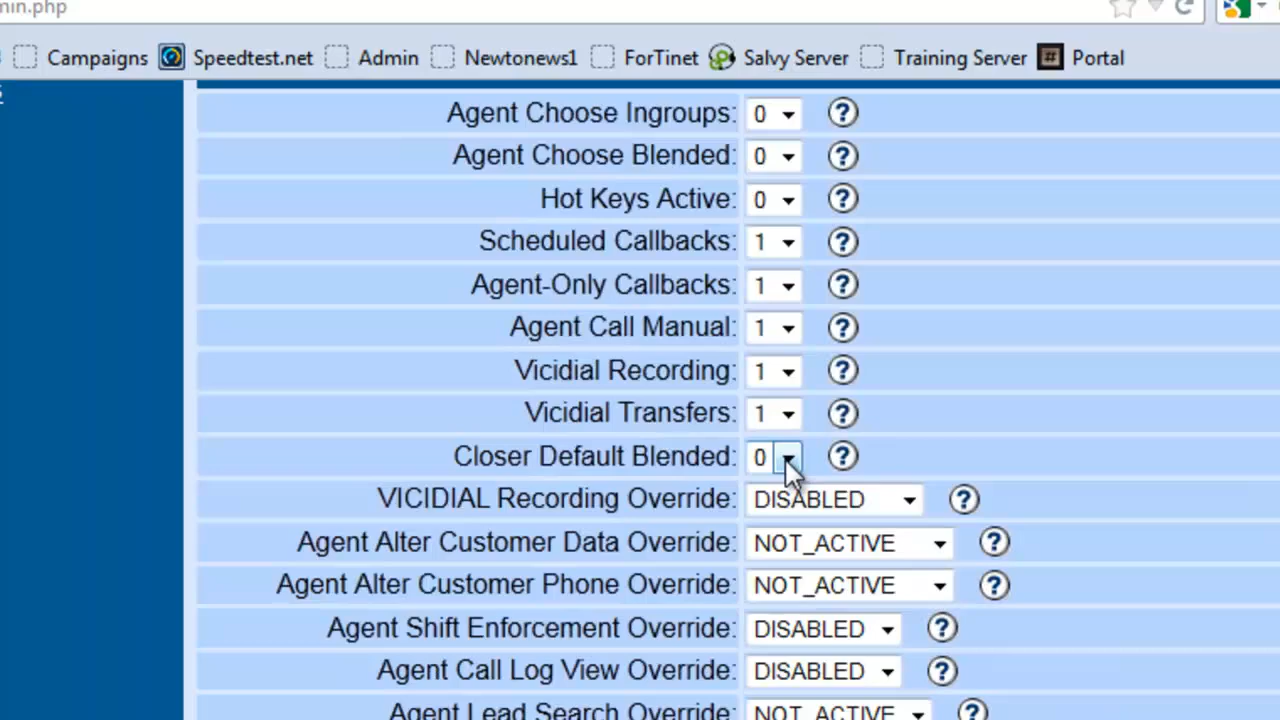 min.php
Campaigns Speedtest.net Admin Newtonews1 ForTinet Salvy Server Training Server Portal
Agent Choose Ingroups: 0
Agent Choose Blended: 0
Hot Keys Active: 0
Scheduled Callbacks: 1
Agent-Only Callbacks: 1
Agent Call Manual: 1
Vicidial Recording: 1
Vicidial Transfers: 1
Closer Default Blended: 0
VICIDIAL Recording Override: DISABLED
Agent Alter Customer Data Override: NOT_ACTIVE
Agent Alter Customer Phone Override: NOT_ACTIVE
Agent Shift Enforcement Override: DISABLED
Agent Call Log View Override: DISABLED
Agent Lead Search Override: NOT_ACTIVE